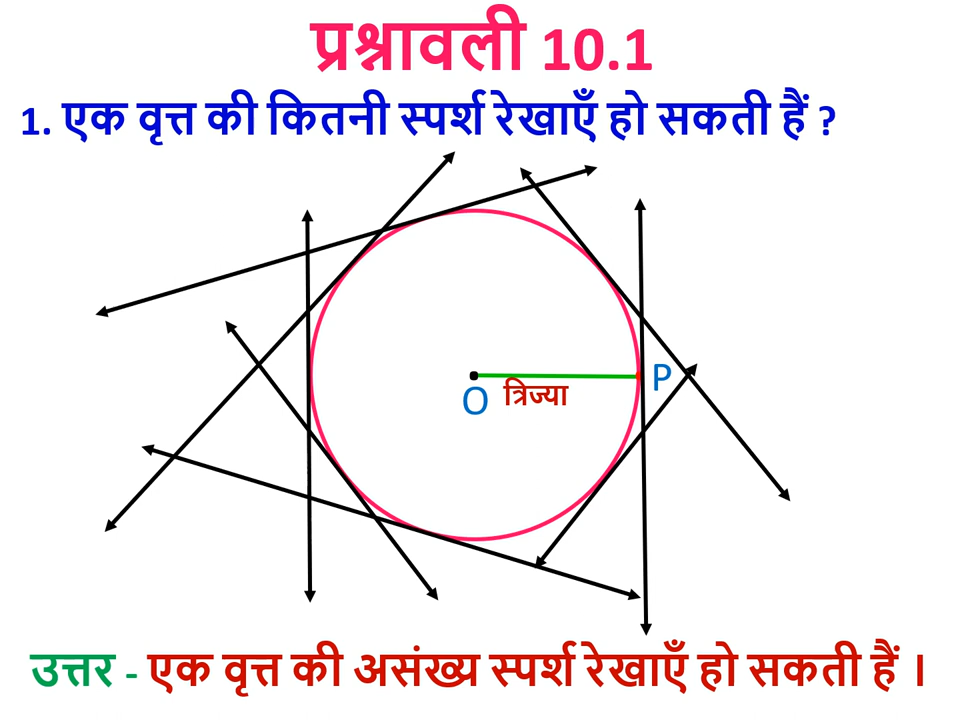 प्रश्नावली 10.1
1. एक वृत्त की कितनी स्पर्श रेखाएँ हो सकती हैं ?
P
O त्रिज्या
उत्तर - एक वृत्त की असंख्य स्पर्श रेखाएँ हो सकती हैं ।